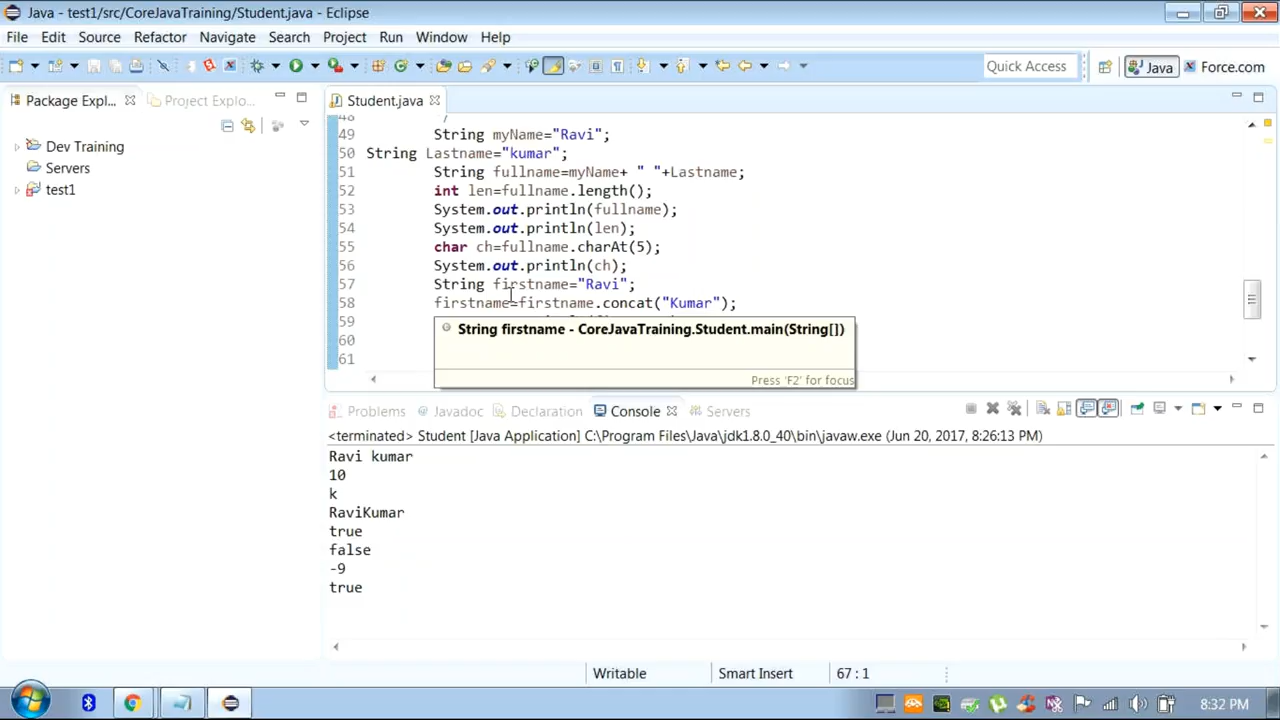 Java - test1/src/CoreJavaTraining/Student.java - Eclipse
File Edit Source Refactor Navigate Search Project Run Window Help
Quick Access Java Force.com
Package Expl... Project Explo... Student.java
48 /
49 String myName="Ravi";
50 String Lastname="kumar";
51 String fullname=myName+ " "+Lastname;
52 int len=fullname.length();
53 System.out.println(fullname);
54 System.out.println(len);
55 char ch=fullname.charAt(5);
56 System.out.println(ch);
57 String firstname="Ravi";
58 firstname=firstname.concat("Kumar");
59
60
61
String firstname - CoreJavaTraining.Student.main(String[])
Press 'F2' for focus
Dev Training
Servers
test1
Problems Javadoc Declaration Console Servers
<terminated> Student [Java Application] C:\Program Files\Java\jdk1.8.0_40\bin\javaw.exe (Jun 20, 2017, 8:26:13 PM)
Ravi kumar
10
k
RaviKumar
true
false
-9
true
Writable Smart Insert 67 : 1
8:32 PM